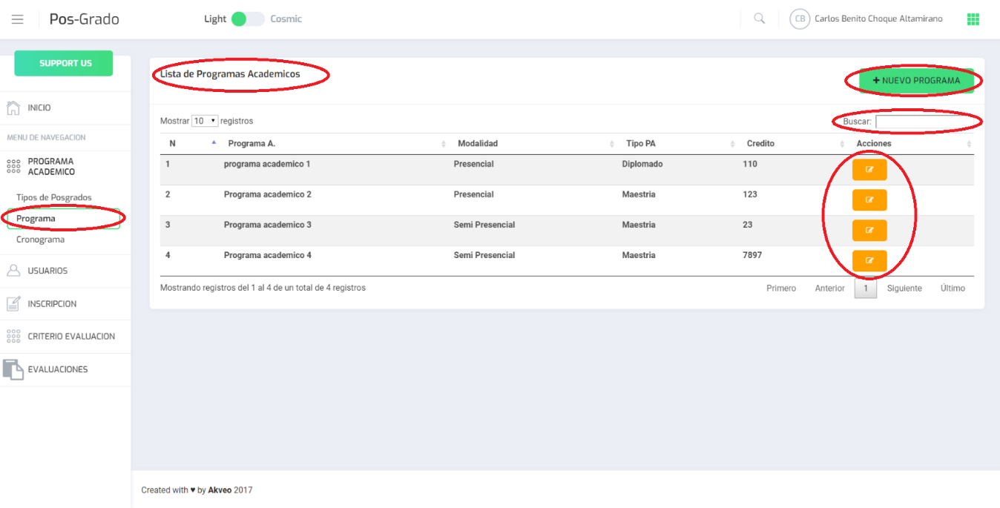 Pos-Grado
Light Cosmic
CB Carlos Benito Choque Altamirano
SUPPORT US
INICIO
MENU DE NAVEGACION
PROGRAMA
ACADEMICO
Tipos de Posgrados
Programa
Cronograma
USUARIOS
INSCRIPCION
CRITERIO EVALUACION
EVALUACIONES
Lista de Programas Academicos
+ NUEVO PROGRAMA
Mostrar 10 registros
Buscar:
N Programa A. Modalidad Tipo PA Credito Acciones
1 programa academico 1 Presencial Diplomado 110
2 Programa academico 2 Presencial Maestria 123
3 Programa academico 3 Semi Presencial Maestria 23
4 Programa academico 4 Semi Presencial Maestria 7897
Mostrando registros del 1 al 4 de un total de 4 registros
Primero Anterior 1 Siguiente Último
Created with ♥ by Akveo 2017